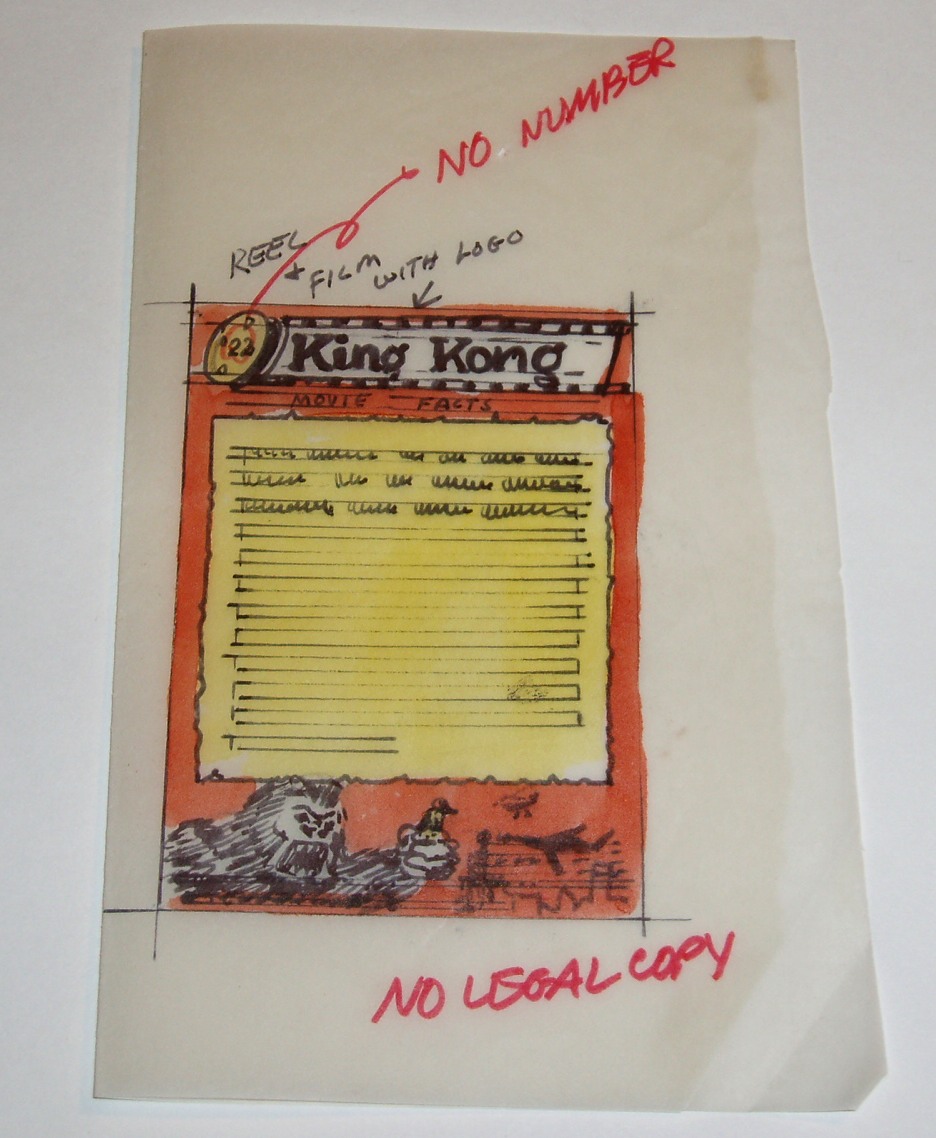 NO NUMBER
REEL
+ FILM WITH LOGO
22
King Kong
MOVIE FACTS
NO LEGAL COPY